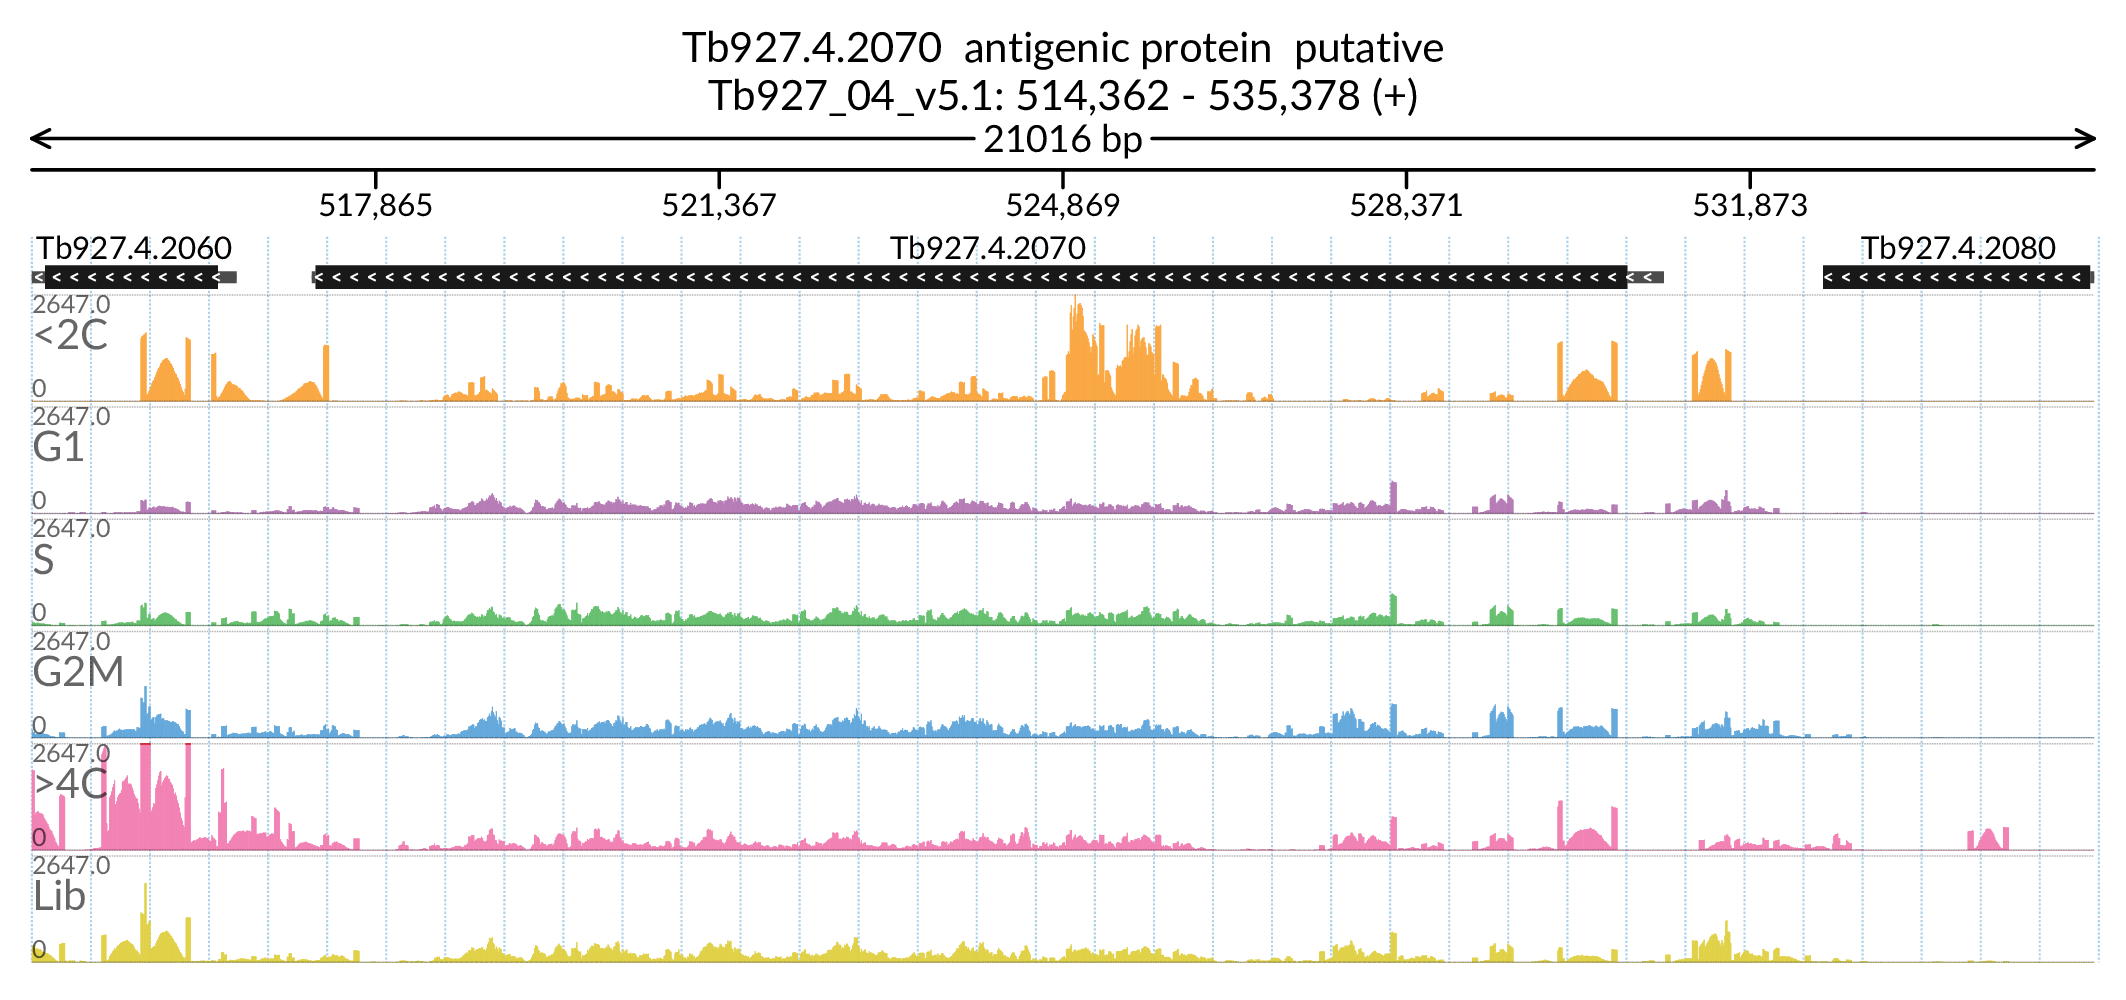 Tb927.4.2070  antigenic protein  putative
Tb927_04_v5.1: 514,362 - 535,378 (+)
21016 bp
517,865 521,367 524,869 528,371 531,873
Tb927.4.2060 Tb927.4.2070 Tb927.4.2080
2647.0
<2C
0
2647.0
G1
0
2647.0
S
0
2647.0
G2M
0
2647.0
>4C
0
2647.0
Lib
0